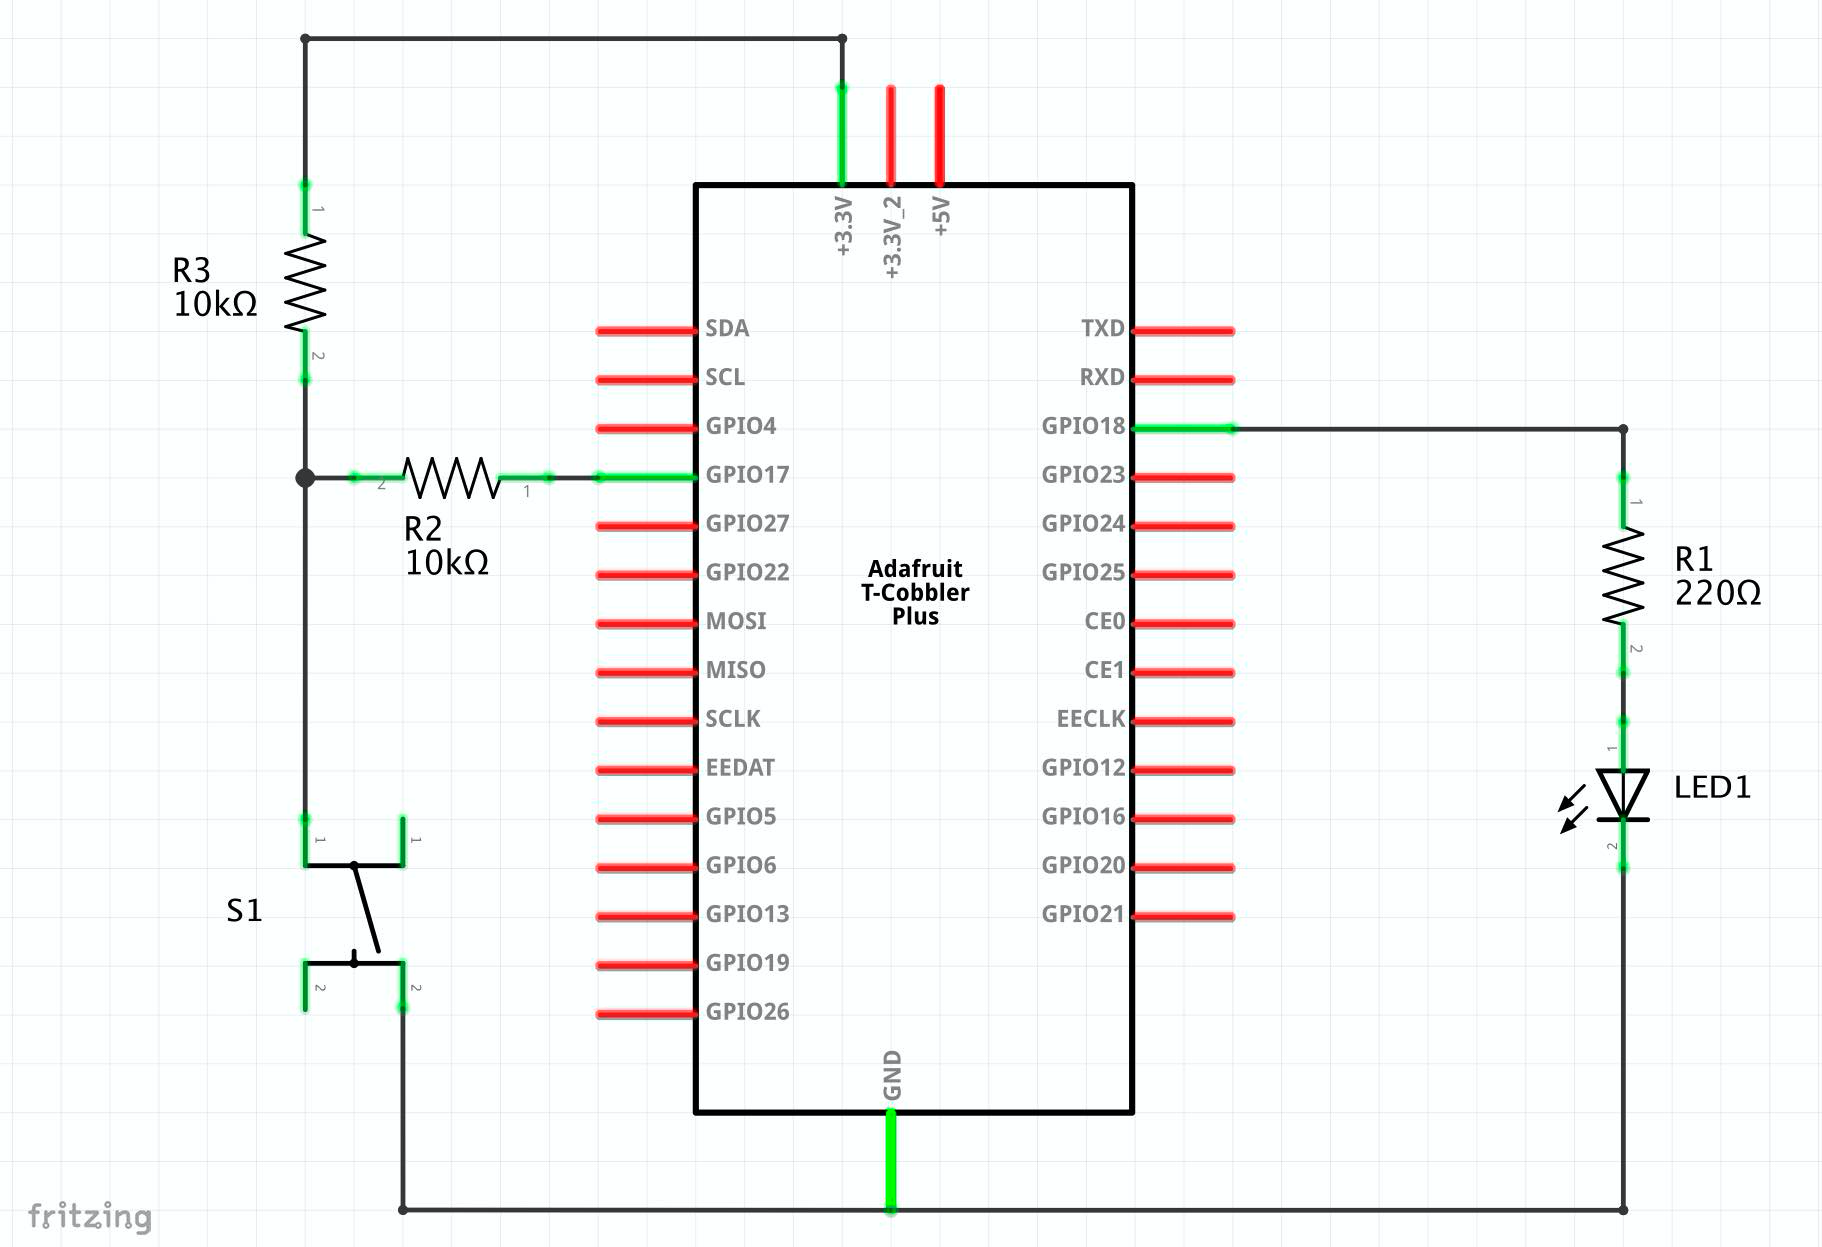 +3.3V
+3.3V_2
+5V
1
R3
10kΩ
2
SDA
SCL
GPIO4
GPIO17
GPIO27
GPIO22
MOSI
MISO
SCLK
EEDAT
GPIO5
GPIO6
GPIO13
GPIO19
GPIO26
2
1
R2
10kΩ
Adafruit
T-Cobbler
Plus
TXD
RXD
GPIO18
GPIO23
GPIO24
GPIO25
CE0
CE1
EECLK
GPIO12
GPIO16
GPIO20
GPIO21
1
R1
220Ω
2
1
LED1
2
1
1
S1
2
2
GND
fritzing